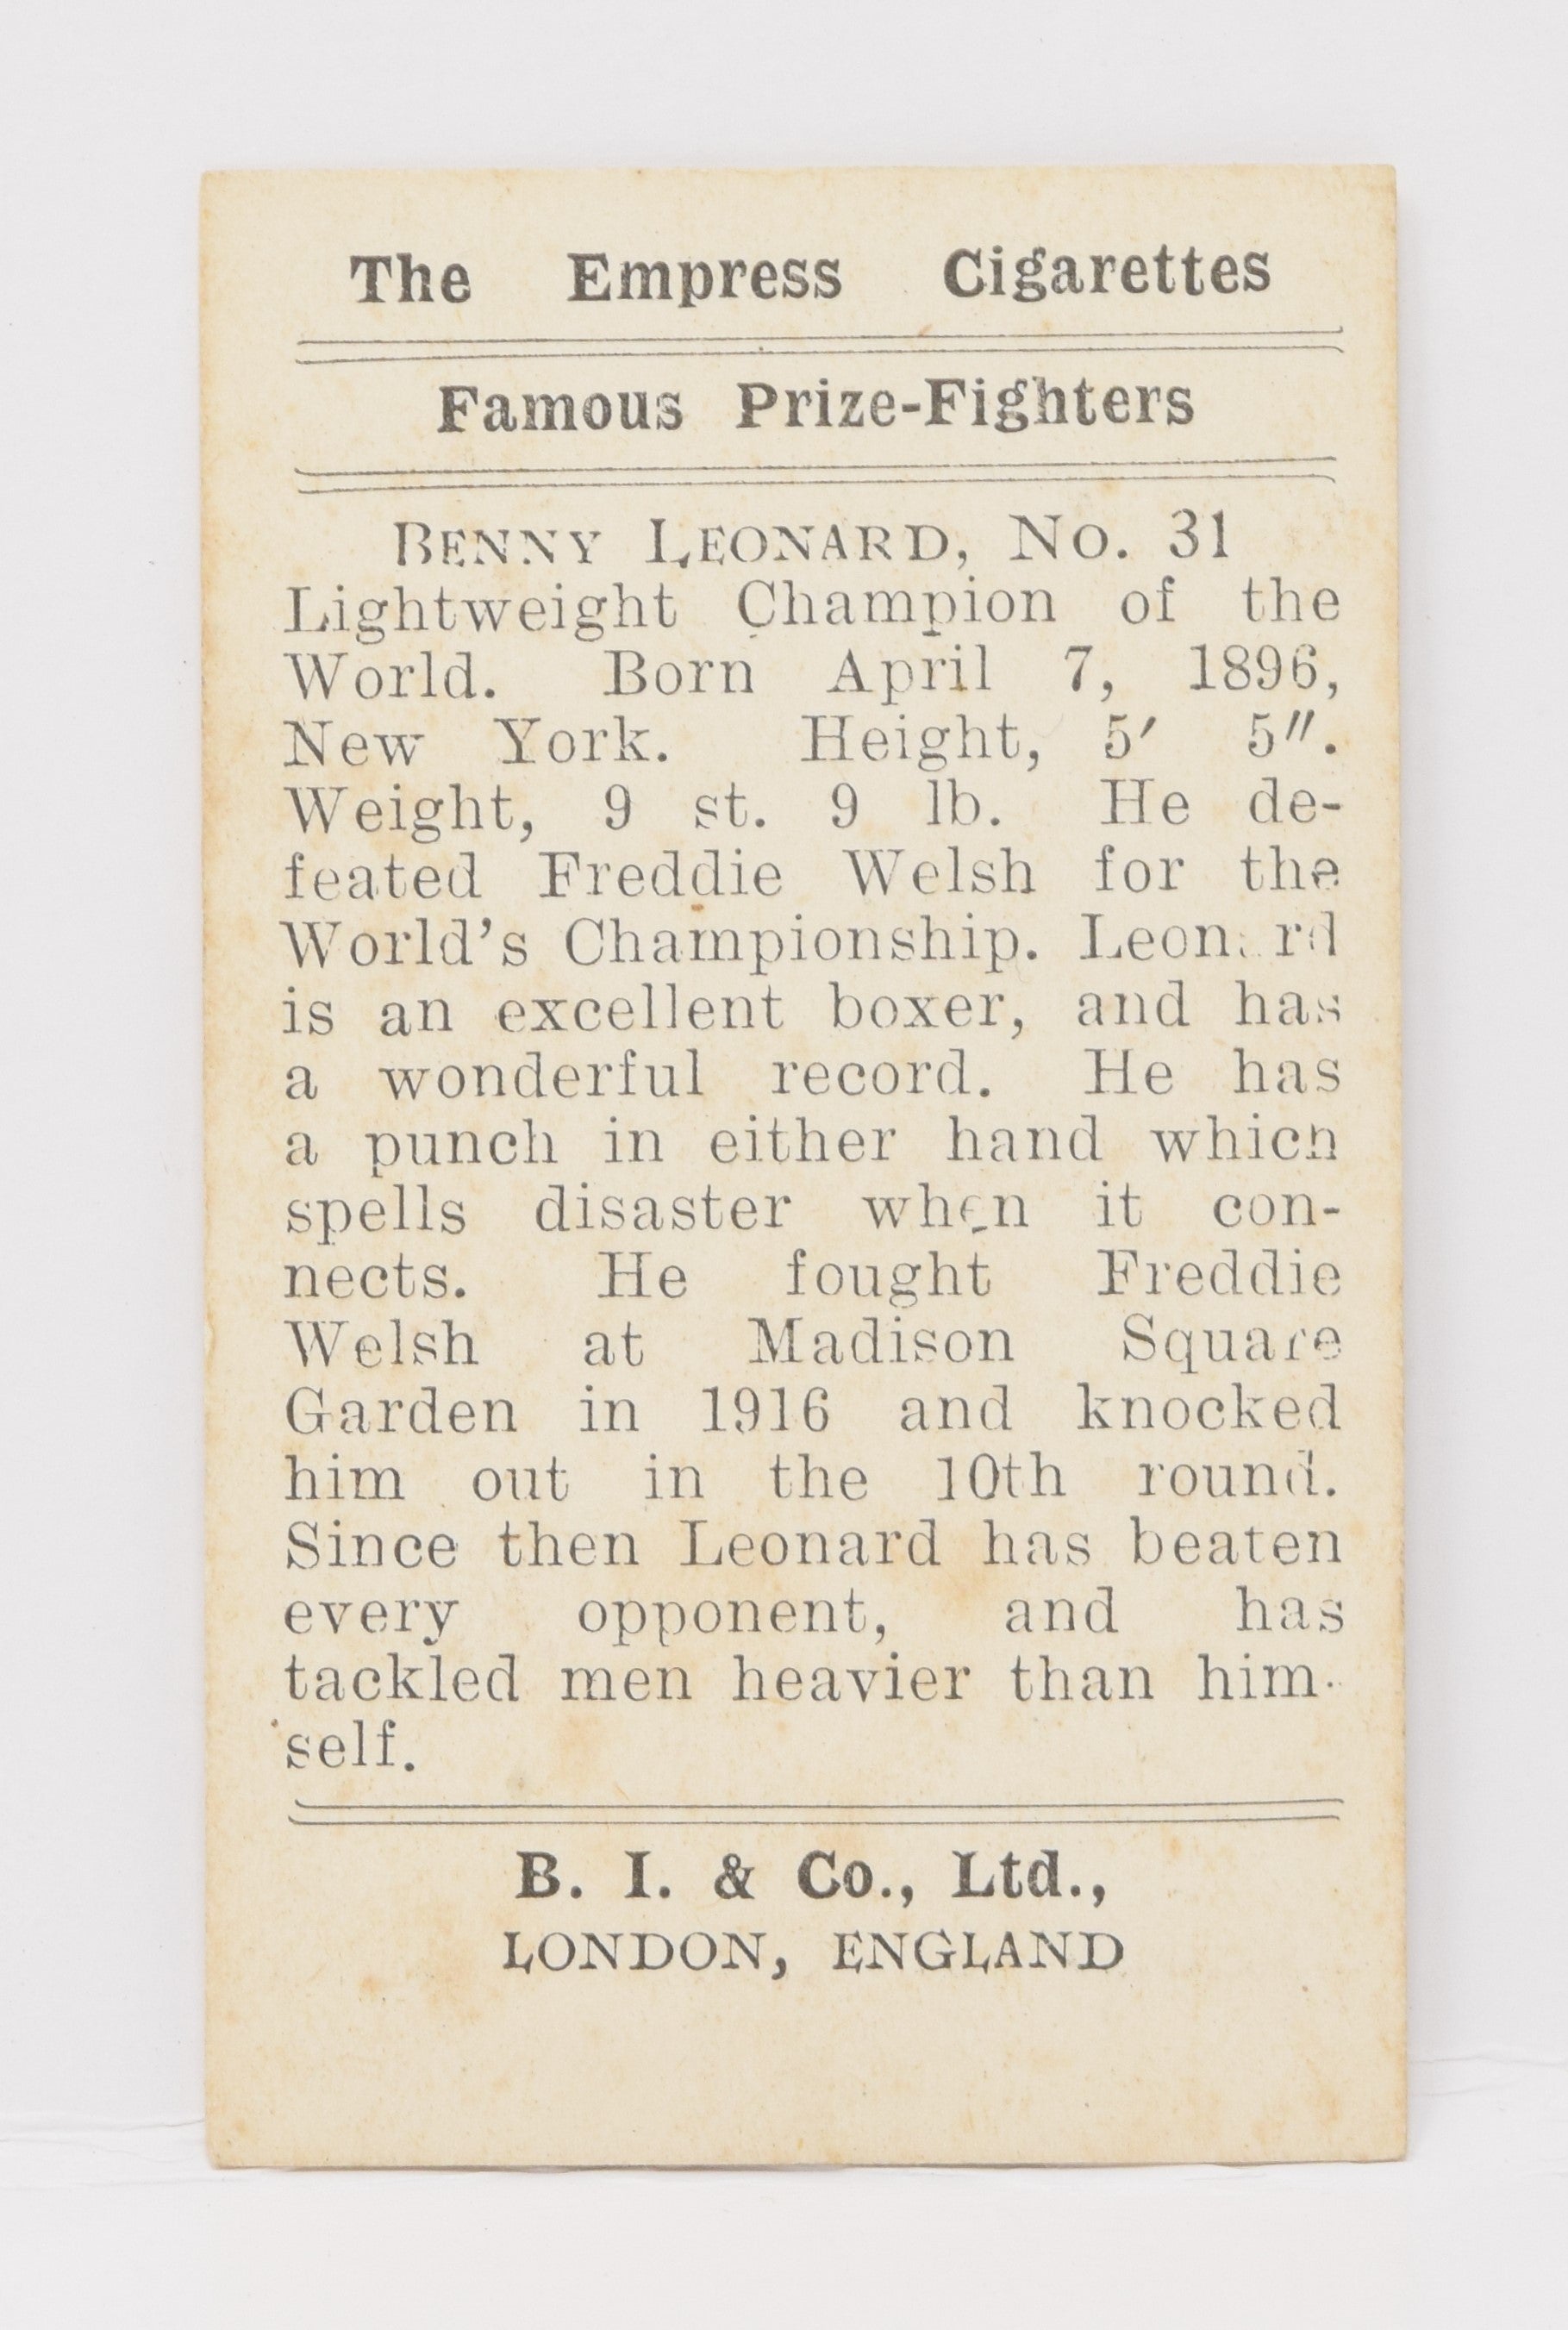 The Empress Cigarettes
Famous Prize-Fighters
BENNY LEONARD, No. 31
Lightweight Champion of the
World. Born April 7, 1896,
New York. Height, 5′ 5″.
Weight, 9 st. 9 lb. He de-
feated Freddie Welsh for the
World's Championship. Leonard
is an excellent boxer, and has
a wonderful record. He has
a punch in either hand which
spells disaster when it con-
nects. He fought Freddie
Welsh at Madison Square
Garden in 1916 and knocked
him out in the 10th round.
Since then Leonard has beaten
every opponent, and has
tackled men heavier than him-
self.
B. I. & Co., Ltd.,
LONDON, ENGLAND